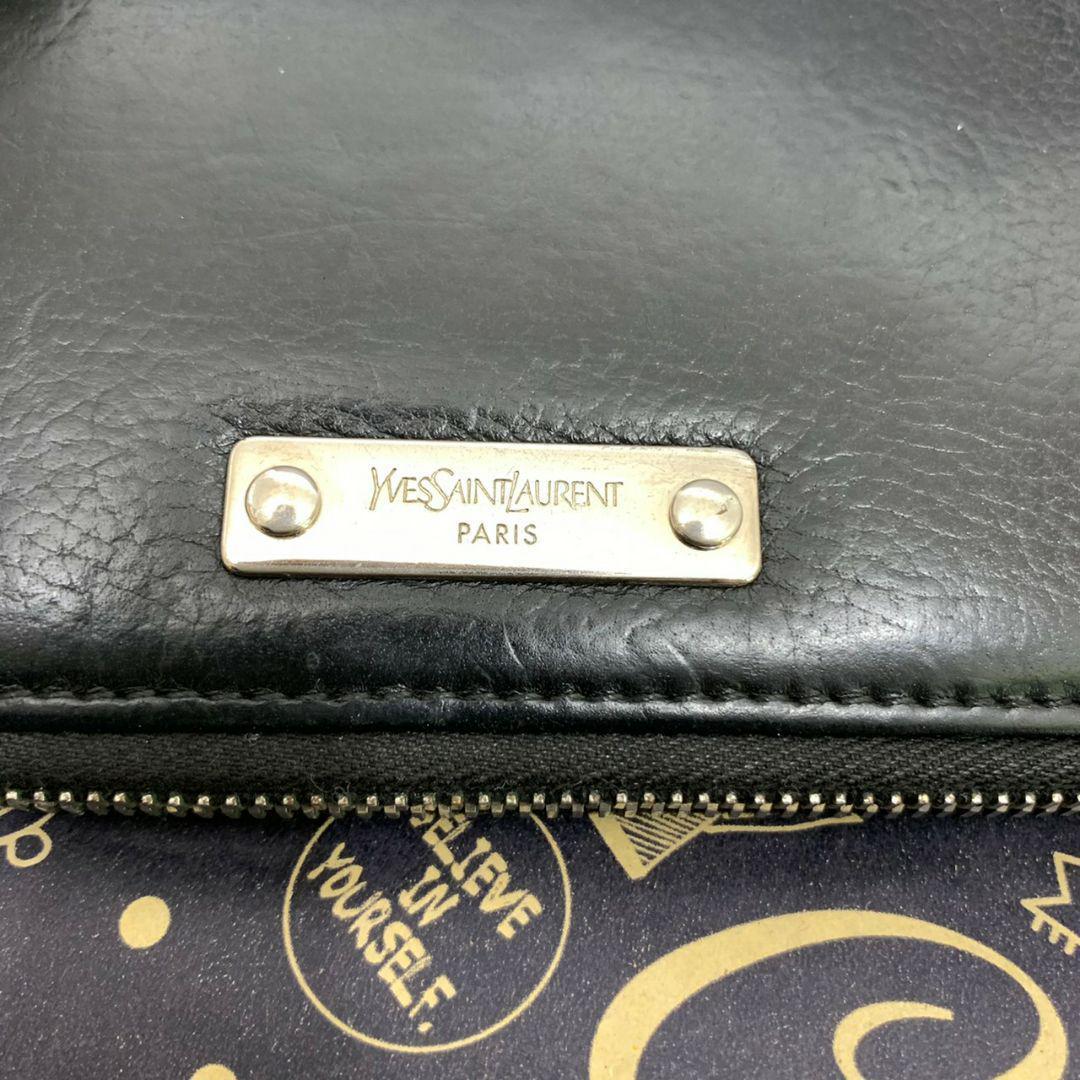 YVESSAINTLAURENT
PARIS
BELIEVE
IN
YOURSELF.